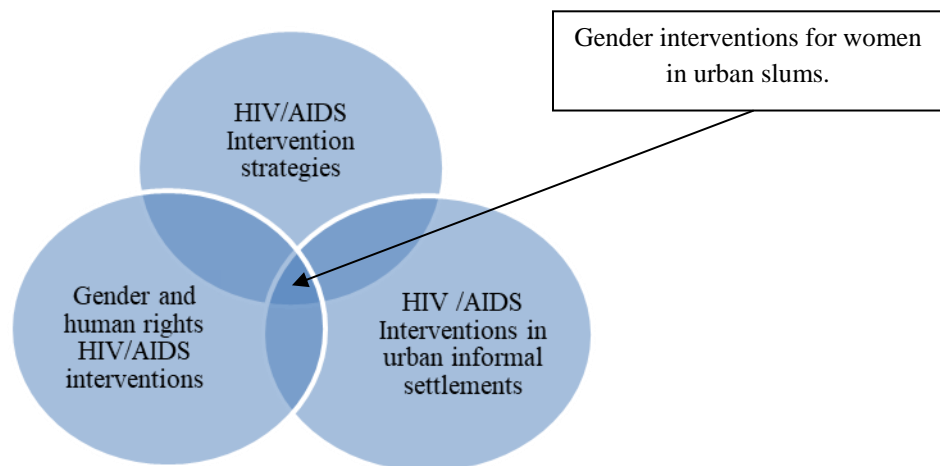 Gender interventions for women
in urban slums.
HIV/AIDS
Intervention
strategies
Gender and
human rights
HIV/AIDS
interventions
HIV /AIDS
Interventions in
urban informal
settlements